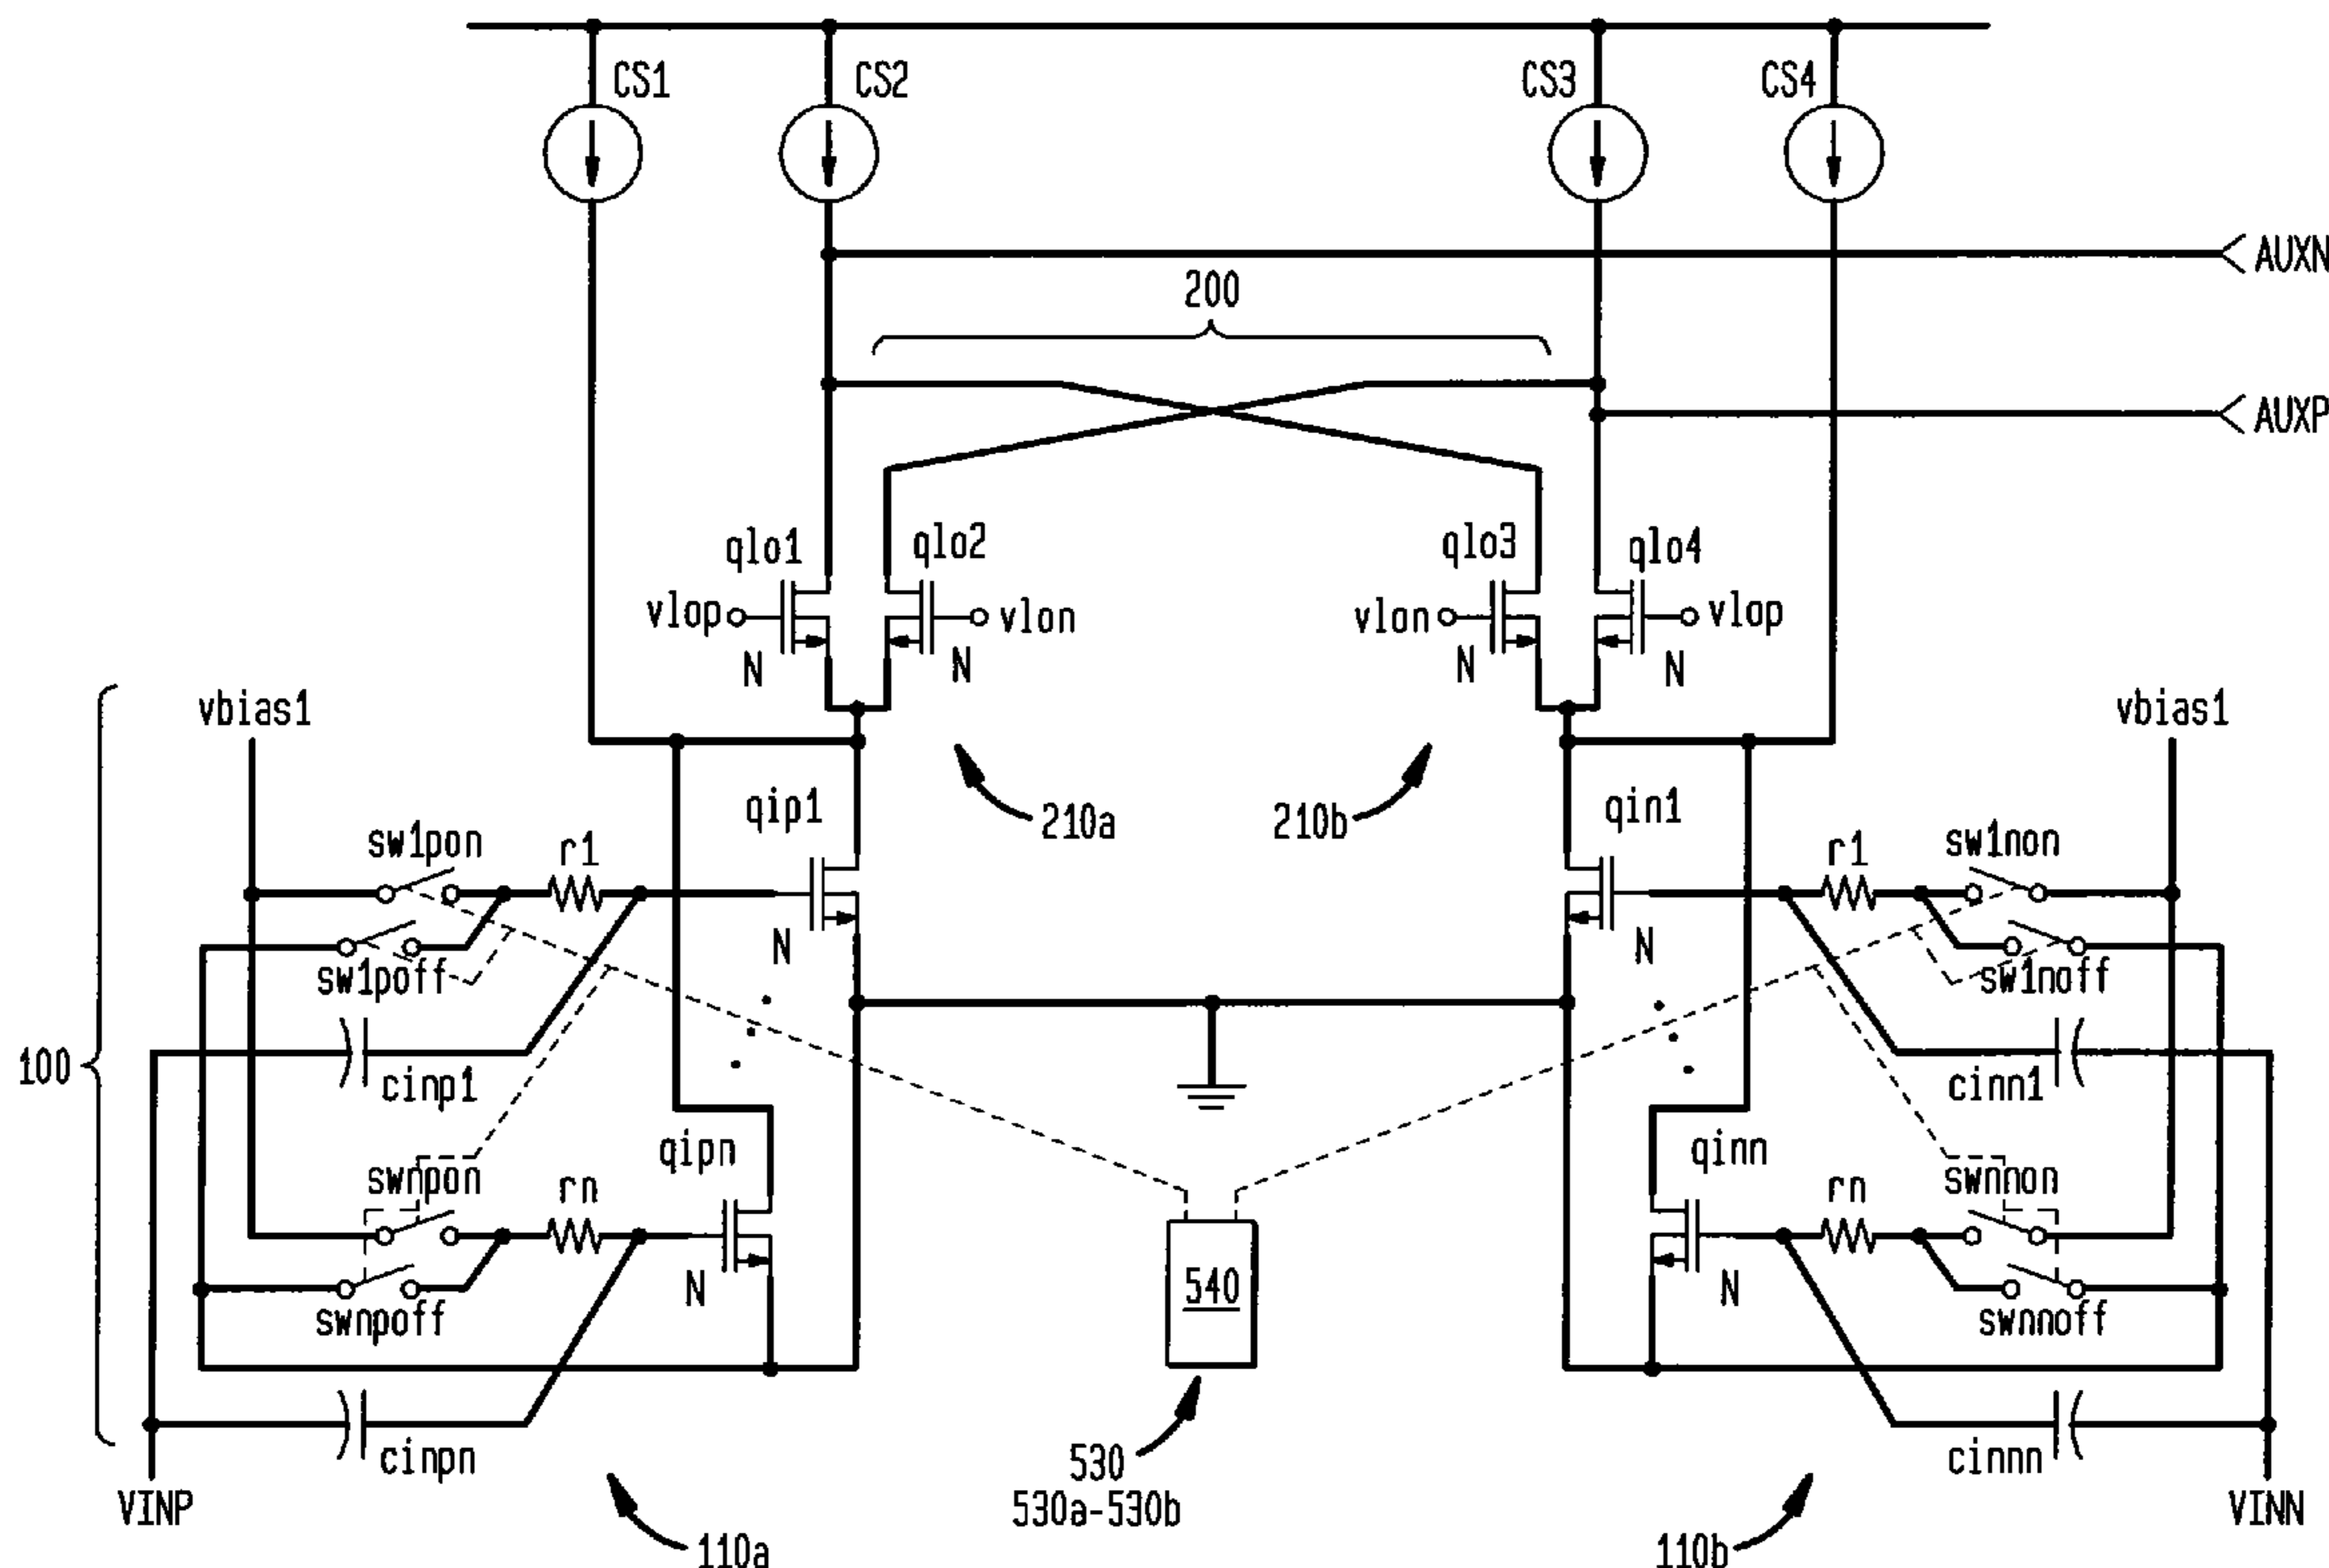 CS1
CS2
CS3
CS4
AUXN
200
AUXP
qlo1
qlo2
qlo3
qlo4
vlop
vlon
vlon
vlop
N
N
N
N
vbias1
vbias1
qip1
210a
210b
qin1
sw1pon
r1
r1
sw1non
N
N
sw1poff
sw1noff
100
cinp1
cinn1
qipn
qinn
swnpon
rn
rn
swnnon
N
540
N
swnpoff
swnnoff
cinpn
530
cinnn
VINP
530a-530b
VINN
110a
110b